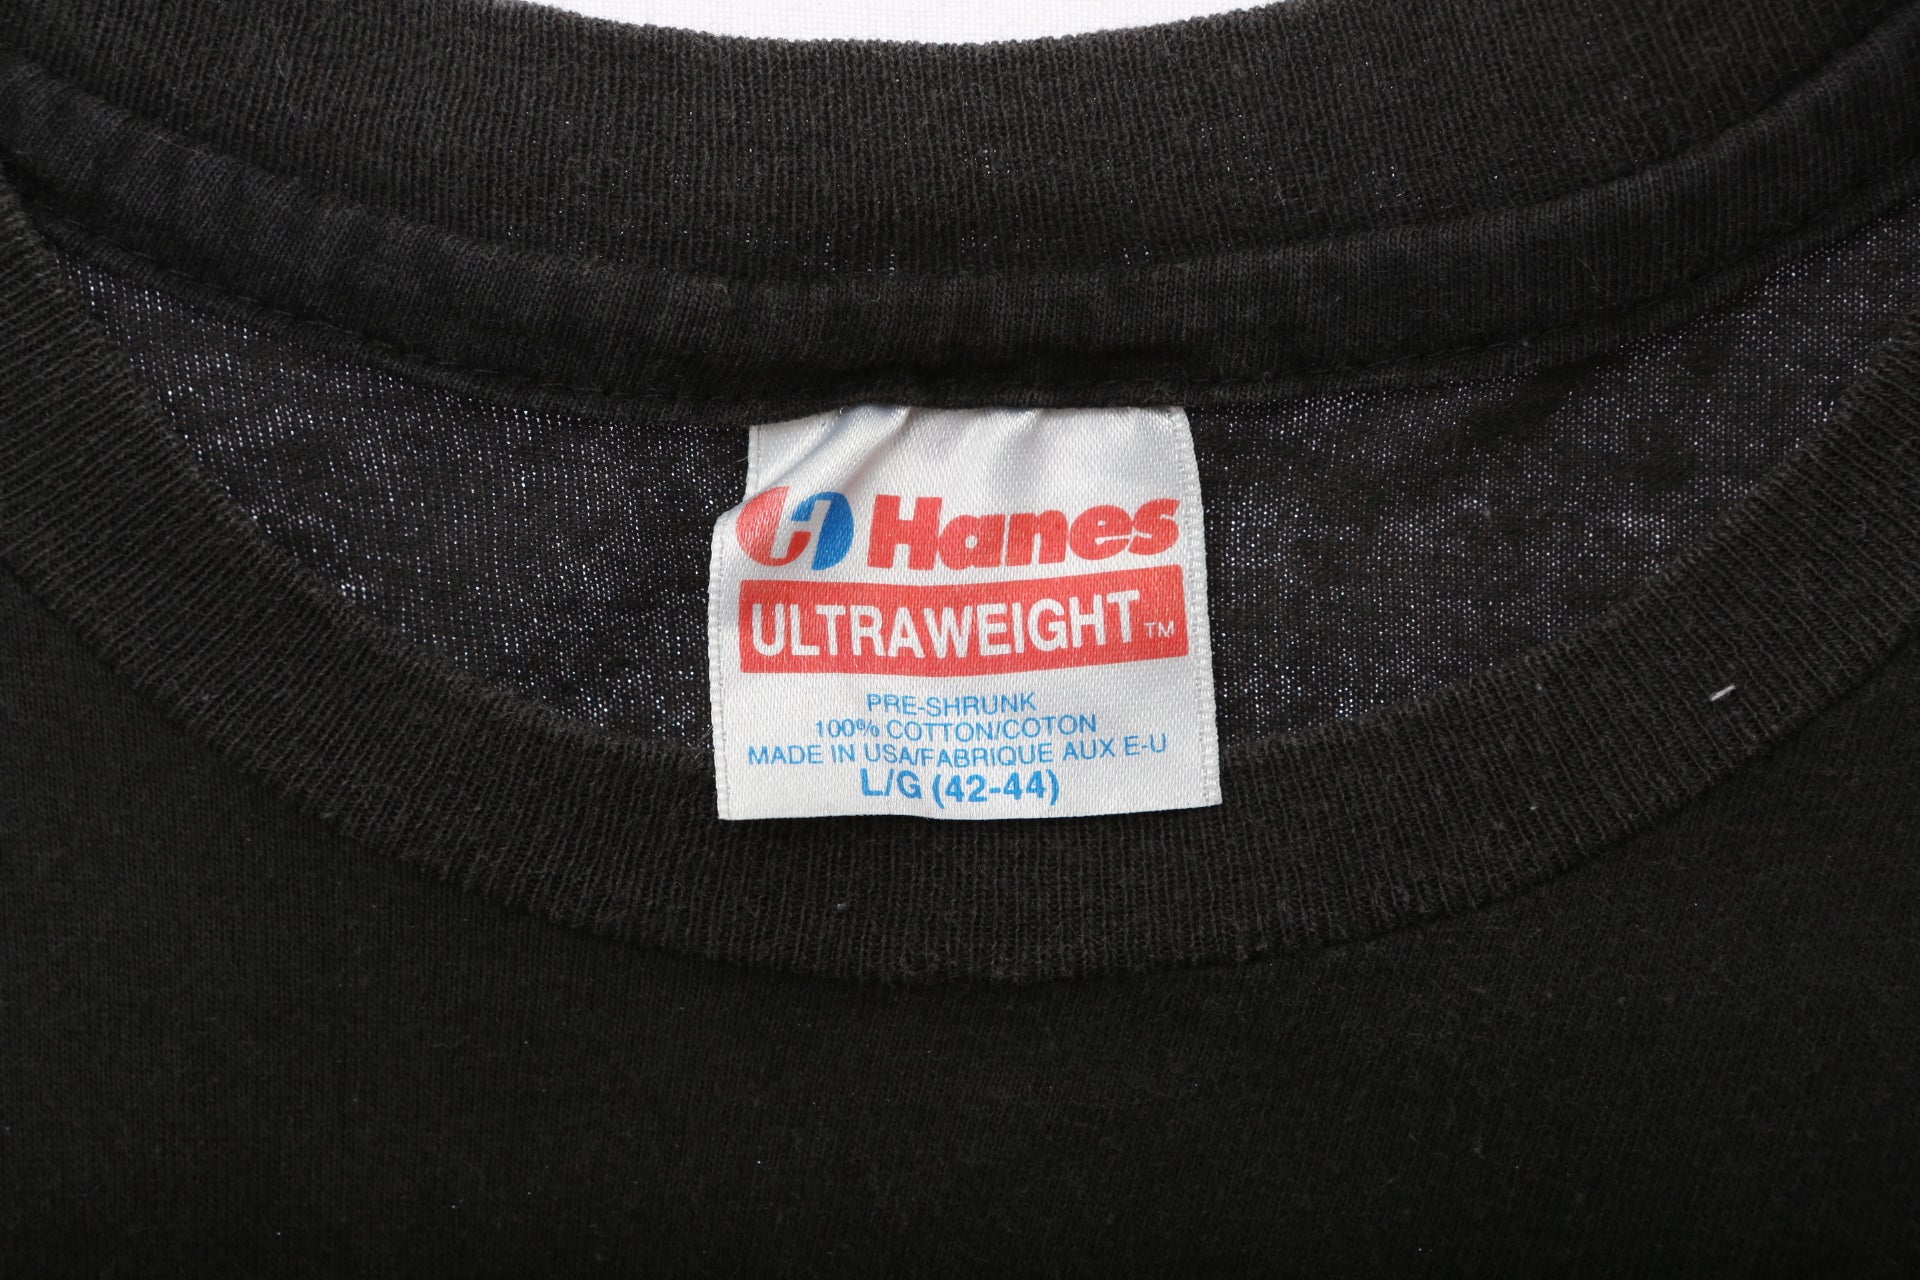 H Hanes
ULTRAWEIGHT™
PRE-SHRUNK
100% COTTON/COTON
MADE IN USA/FABRIQUE AUX E-U
L/G (42-44)